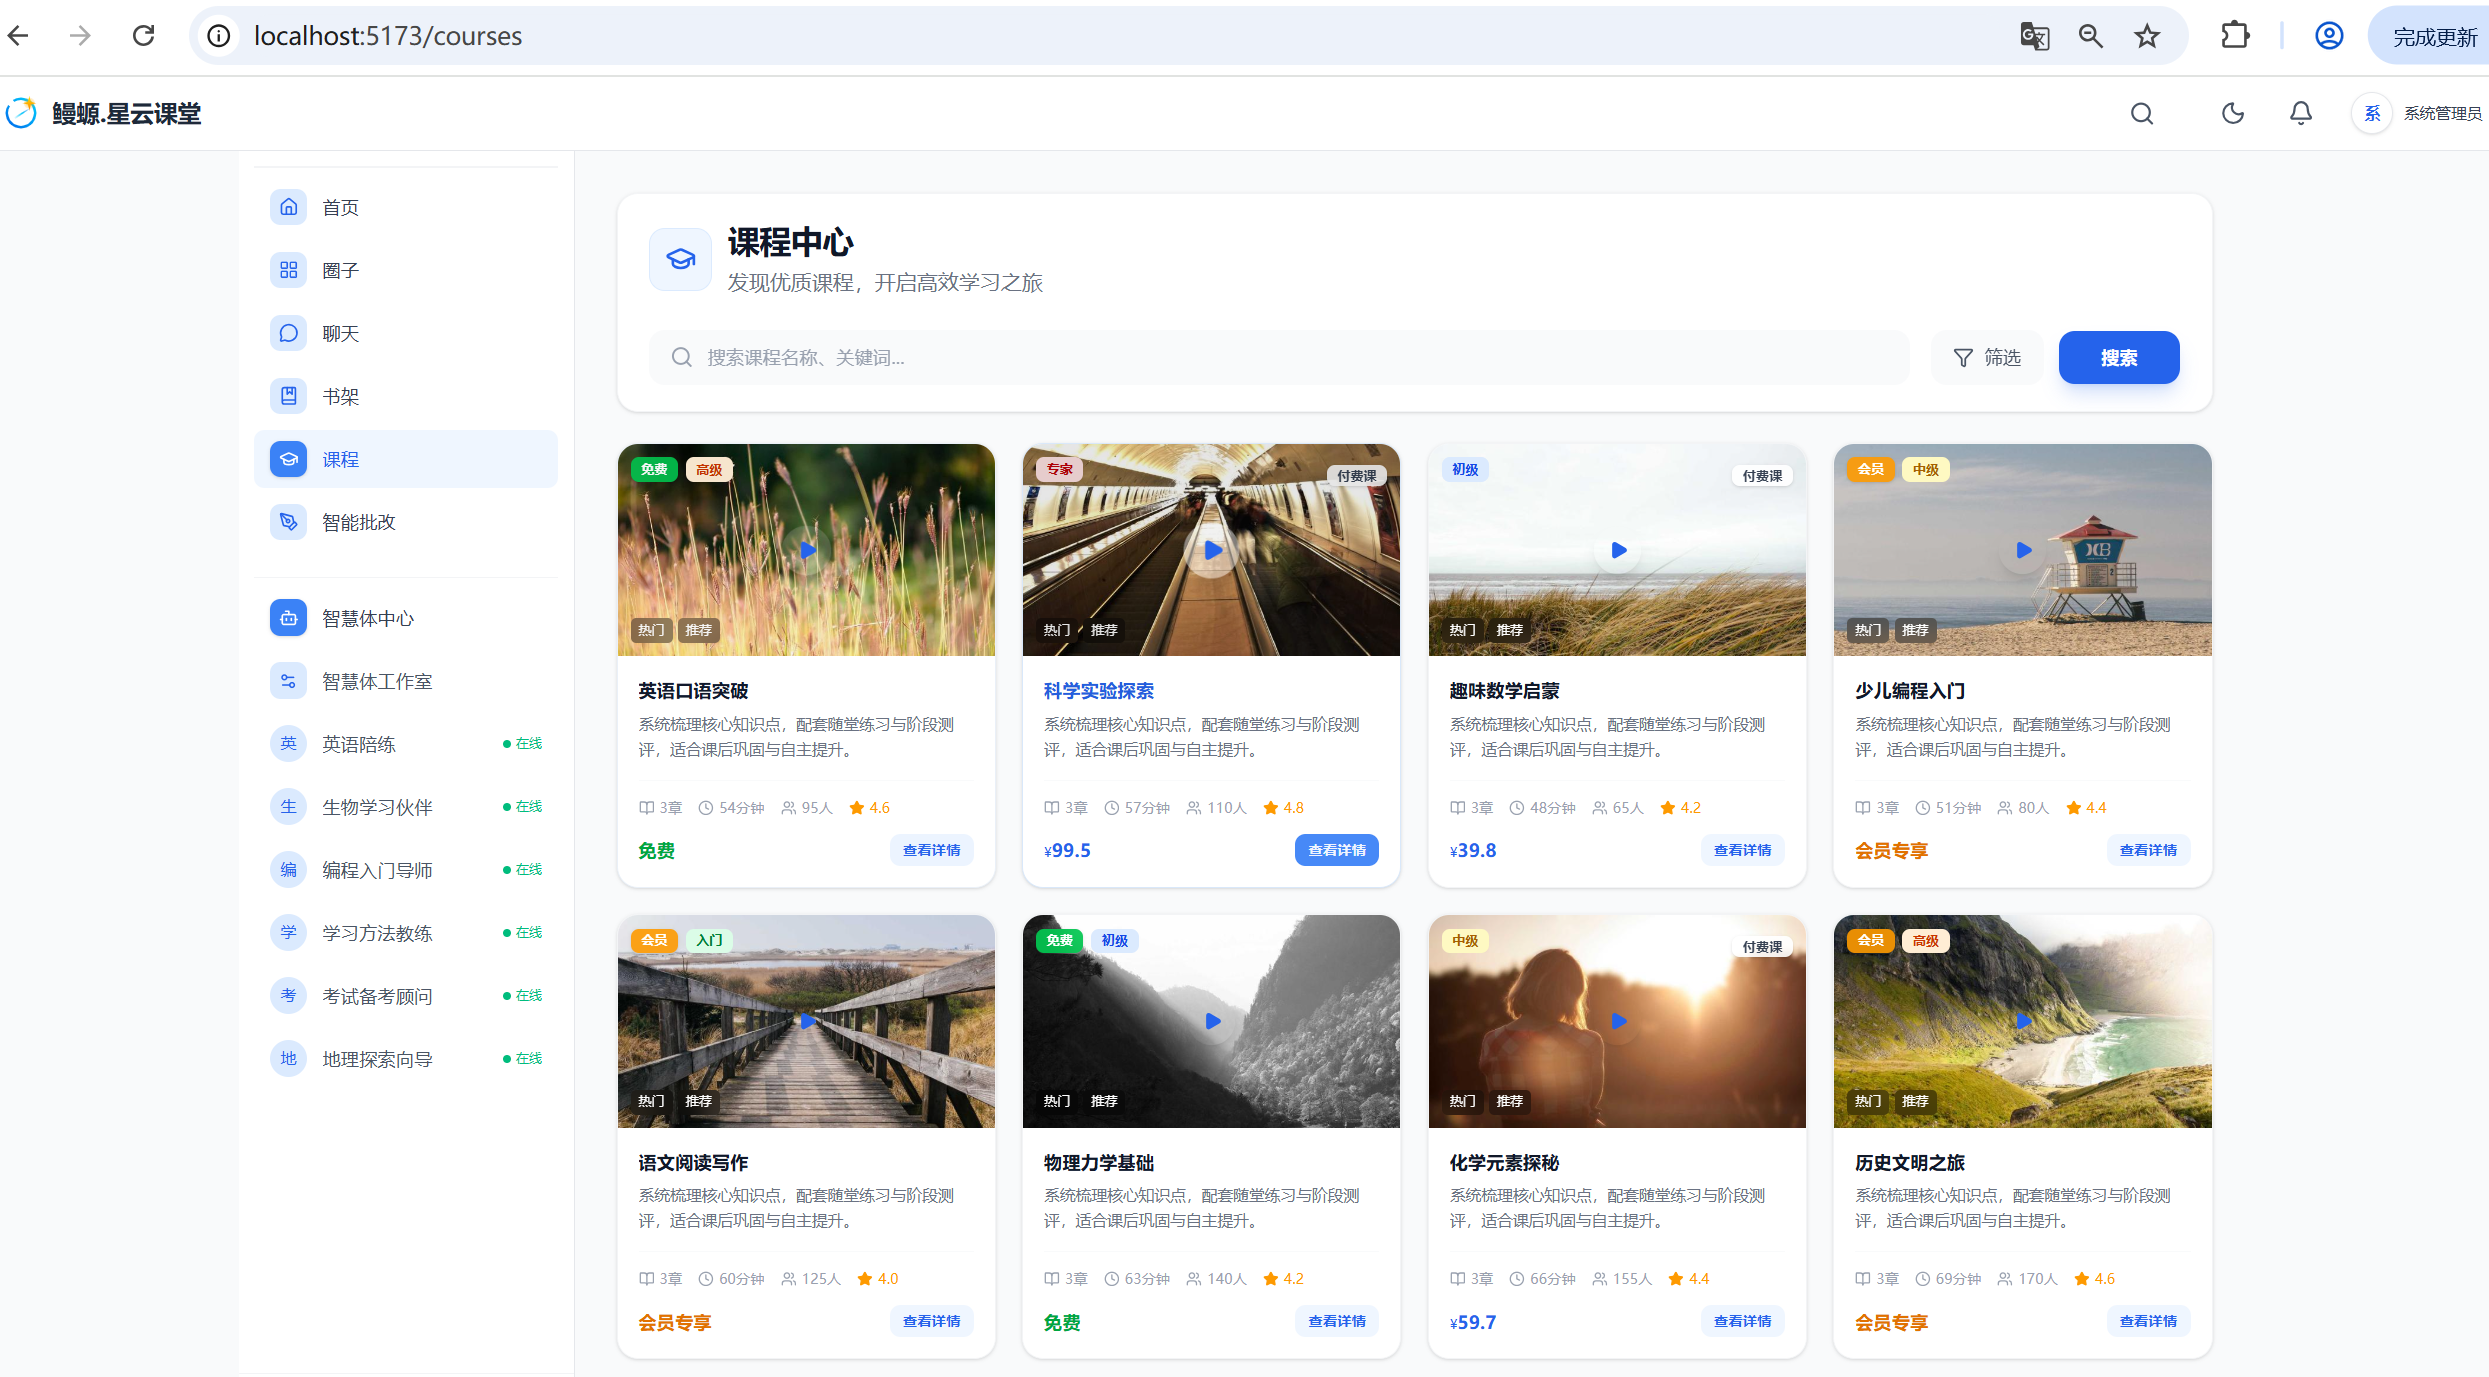 localhost:5173/courses
完成更新
鳗螈.星云课堂
系
系统管理员
首页
圈子
聊天
书架
课程
智能批改
智慧体中心
智慧体工作室
英
英语陪练
在线
生
生物学习伙伴
在线
编
编程入门导师
在线
学
学习方法教练
在线
考
考试备考顾问
在线
地
地理探索向导
在线
课程中心
发现优质课程，开启高效学习之旅
搜索课程名称、关键词...
筛选
搜索
免费
高级
热门
推荐
英语口语突破
系统梳理核心知识点，配套随堂练习与阶段测
评，适合课后巩固与自主提升。
3章
54分钟
95人
4.6
免费
查看详情
专家
付费课
热门
推荐
科学实验探索
系统梳理核心知识点，配套随堂练习与阶段测
评，适合课后巩固与自主提升。
3章
57分钟
110人
4.8
¥99.5
查看详情
初级
付费课
热门
推荐
趣味数学启蒙
系统梳理核心知识点，配套随堂练习与阶段测
评，适合课后巩固与自主提升。
3章
48分钟
65人
4.2
¥39.8
查看详情
会员
中级
热门
推荐
少儿编程入门
系统梳理核心知识点，配套随堂练习与阶段测
评，适合课后巩固与自主提升。
3章
51分钟
80人
4.4
会员专享
查看详情
会员
入门
热门
推荐
语文阅读写作
系统梳理核心知识点，配套随堂练习与阶段测
评，适合课后巩固与自主提升。
3章
60分钟
125人
4.0
会员专享
查看详情
免费
初级
热门
推荐
物理力学基础
系统梳理核心知识点，配套随堂练习与阶段测
评，适合课后巩固与自主提升。
3章
63分钟
140人
4.2
免费
查看详情
中级
付费课
热门
推荐
化学元素探秘
系统梳理核心知识点，配套随堂练习与阶段测
评，适合课后巩固与自主提升。
3章
66分钟
155人
4.4
¥59.7
查看详情
会员
高级
热门
推荐
历史文明之旅
系统梳理核心知识点，配套随堂练习与阶段测
评，适合课后巩固与自主提升。
3章
69分钟
170人
4.6
会员专享
查看详情